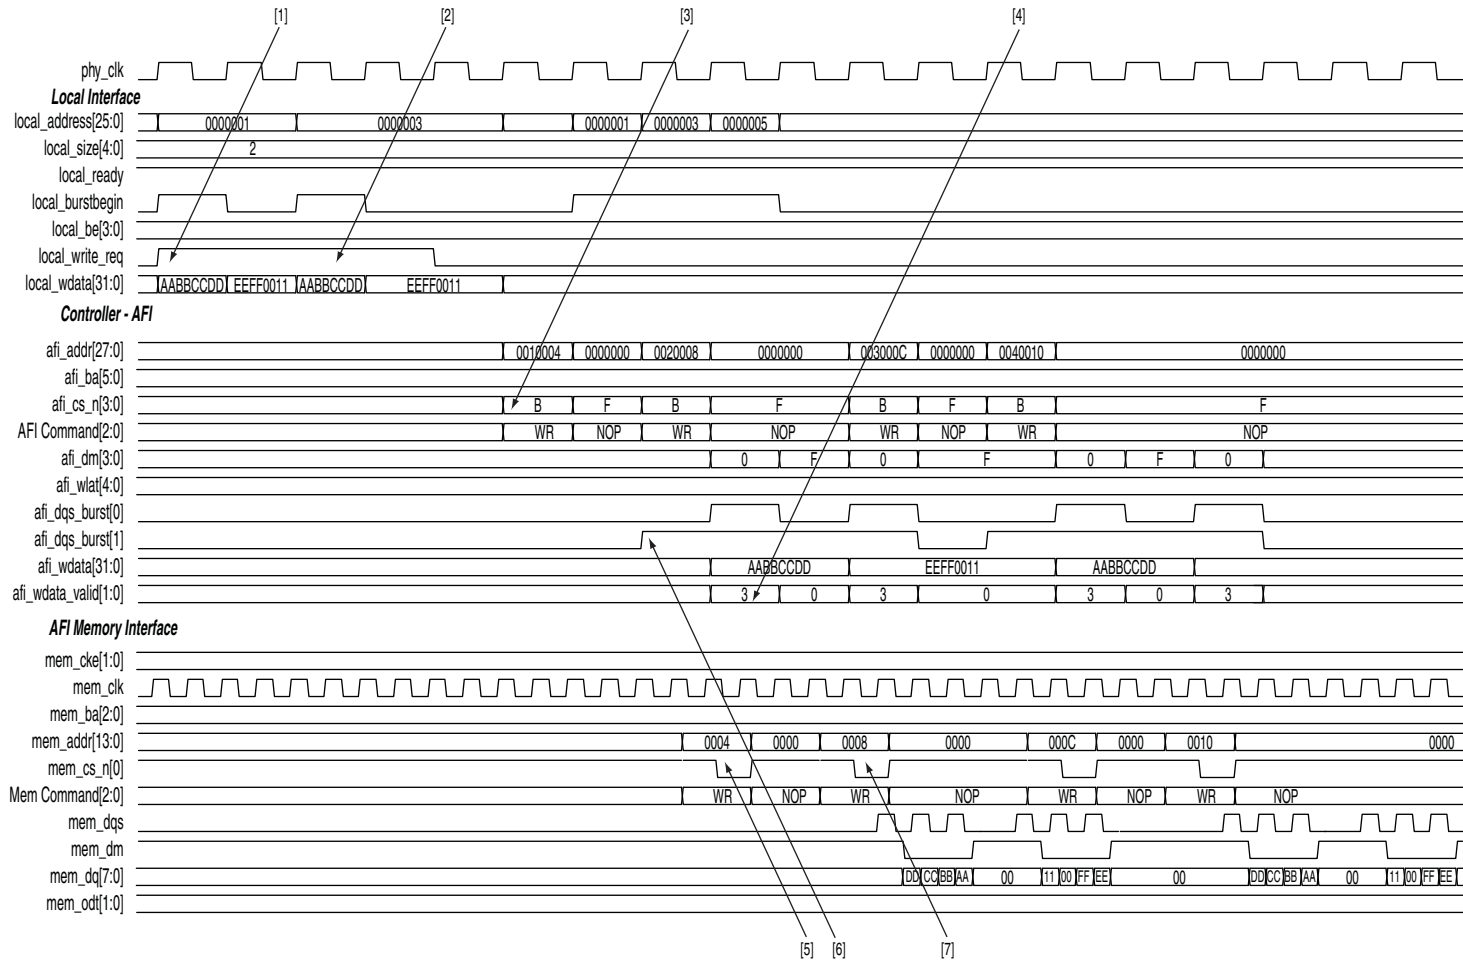 [1] [2] [3] [4]
phy_clk
Local Interface
local_address[25:0] 0000001 0000003 0000001 0000003 0000005
local_size[4:0] 2
local_ready
local_burstbegin
local_be[3:0]
local_write_req
local_wdata[31:0] AABBCCDD EEFF0011 AABBCCDD EEFF0011
Controller - AFI
afi_addr[27:0] 0010004 0000000 0020008 0000000 003000C 0000000 0040010 0000000
afi_ba[5:0]
afi_cs_n[3:0] B F B F B F B F
AFI Command[2:0] WR NOP WR NOP WR NOP WR NOP
afi_dm[3:0] 0 F 0 F 0 F 0
afi_wlat[4:0]
afi_dqs_burst[0]
afi_dqs_burst[1]
afi_wdata[31:0] AABBCCDD EEFF0011 AABBCCDD
afi_wdata_valid[1:0] 3 0 3 0 3 0 3
AFI Memory Interface
mem_cke[1:0]
mem_clk
mem_ba[2:0]
mem_addr[13:0] 0004 0000 0008 0000 000C 0000 0010 0000
mem_cs_n[0]
Mem Command[2:0] WR NOP WR NOP WR NOP WR NOP
mem_dqs
mem_dm
mem_dq[7:0] DD CC BB AA 00 11 00 FF EE 00 DD CC BB AA 00 11 00 FF EE
mem_odt[1:0]
[5] [6] [7]